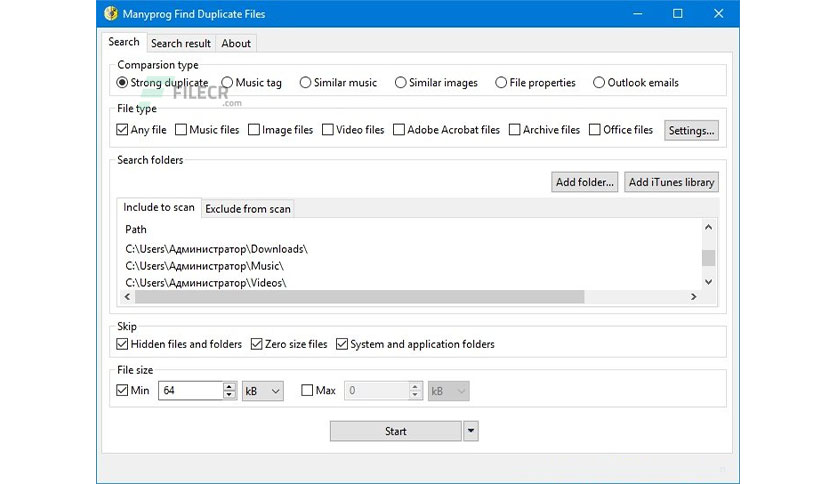 Manyprog Find Duplicate Files
Search Search result About
Comparsion type
Strong duplicate Music tag Similar music Similar images File properties Outlook emails
FILECR
.com
File type
Any file Music files Image files Video files Adobe Acrobat files Archive files Office files Settings...
Search folders
Add folder... Add iTunes library
Include to scan Exclude from scan
Path
C:\Users\Администратор\Downloads\
C:\Users\Администратор\Music\
C:\Users\Администратор\Videos\
Skip
Hidden files and folders Zero size files System and application folders
File size
Min 64 kB Max 0 kB
Start